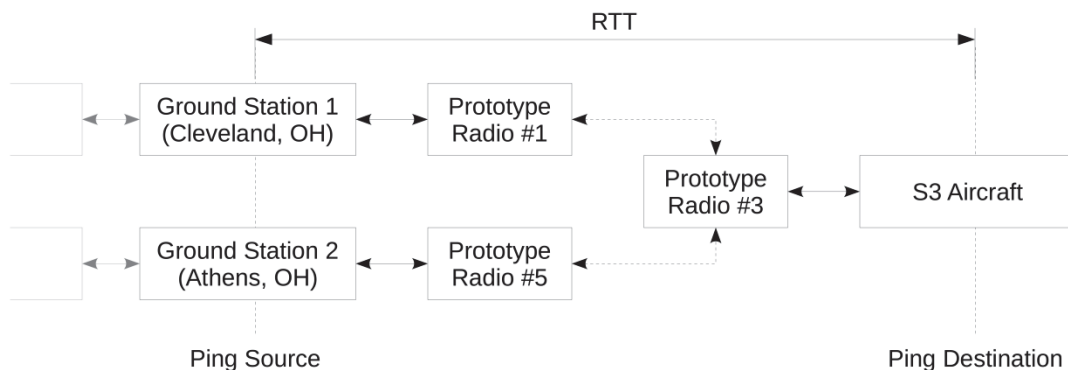 RTT
Ground Station 1
(Cleveland, OH)
Prototype
Radio #1
Prototype
Radio #3
S3 Aircraft
Ground Station 2
(Athens, OH)
Prototype
Radio #5
Ping Source
Ping Destination